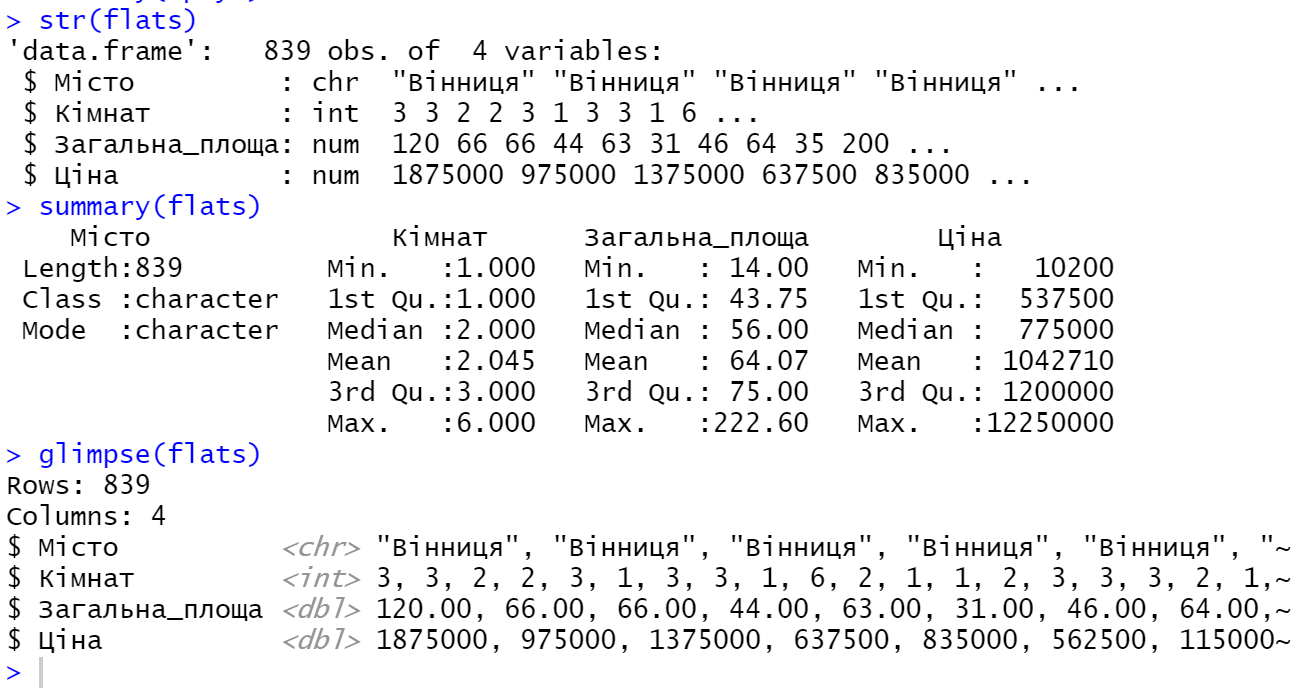 > str(flats)
'data.frame':   839 obs. of  4 variables:
 $ Місто         : chr  "Вінниця" "Вінниця" "Вінниця" "Вінниця" ...
 $ Кімнат        : int  3 3 2 2 3 1 3 3 1 6 ...
 $ Загальна_площа: num  120 66 66 44 63 31 46 64 35 200 ...
 $ Ціна          : num  1875000 975000 1375000 637500 835000 ...
> summary(flats)
    Місто               Кімнат      Загальна_площа        Ціна
 Length:839         Min.   :1.000   Min.   : 14.00   Min.   :   10200
 Class :character   1st Qu.:1.000   1st Qu.: 43.75   1st Qu.:  537500
 Mode  :character   Median :2.000   Median : 56.00   Median :  775000
                    Mean   :2.045   Mean   : 64.07   Mean   : 1042710
                    3rd Qu.:3.000   3rd Qu.: 75.00   3rd Qu.: 1200000
                    Max.   :6.000   Max.   :222.60   Max.   :12250000
> glimpse(flats)
Rows: 839
Columns: 4
$ Місто          <chr> "Вінниця", "Вінниця", "Вінниця", "Вінниця", "Вінниця", "~
$ Кімнат         <int> 3, 3, 2, 2, 3, 1, 3, 3, 1, 6, 2, 1, 1, 2, 3, 3, 3, 2, 1,~
$ Загальна_площа <dbl> 120.00, 66.00, 66.00, 44.00, 63.00, 31.00, 46.00, 64.00,~
$ Ціна           <dbl> 1875000, 975000, 1375000, 637500, 835000, 562500, 115000~
>